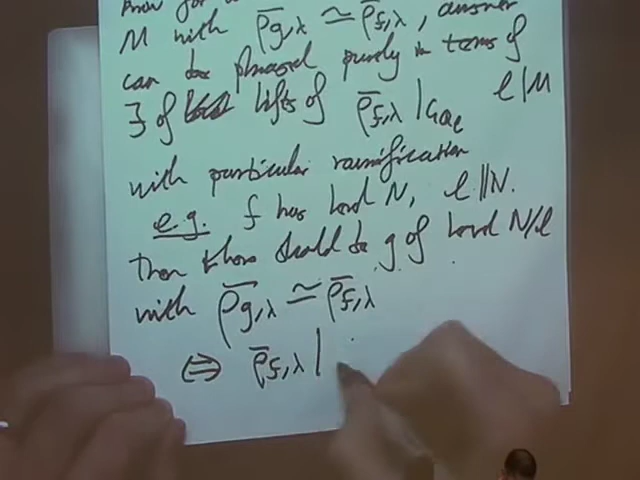 M with ρ̄g,λ ≃ ρ̄f,λ, answer
can be phrased purely in terms of
∃ of lifts of ρ̄f,λ |GQℓ ℓ|M
with particular ramification
e.g. f has level N, ℓ||N.
then there should be g of level N/ℓ
with ρ̄g,λ ≃ ρ̄f,λ
⇔ ρ̄f,λ |